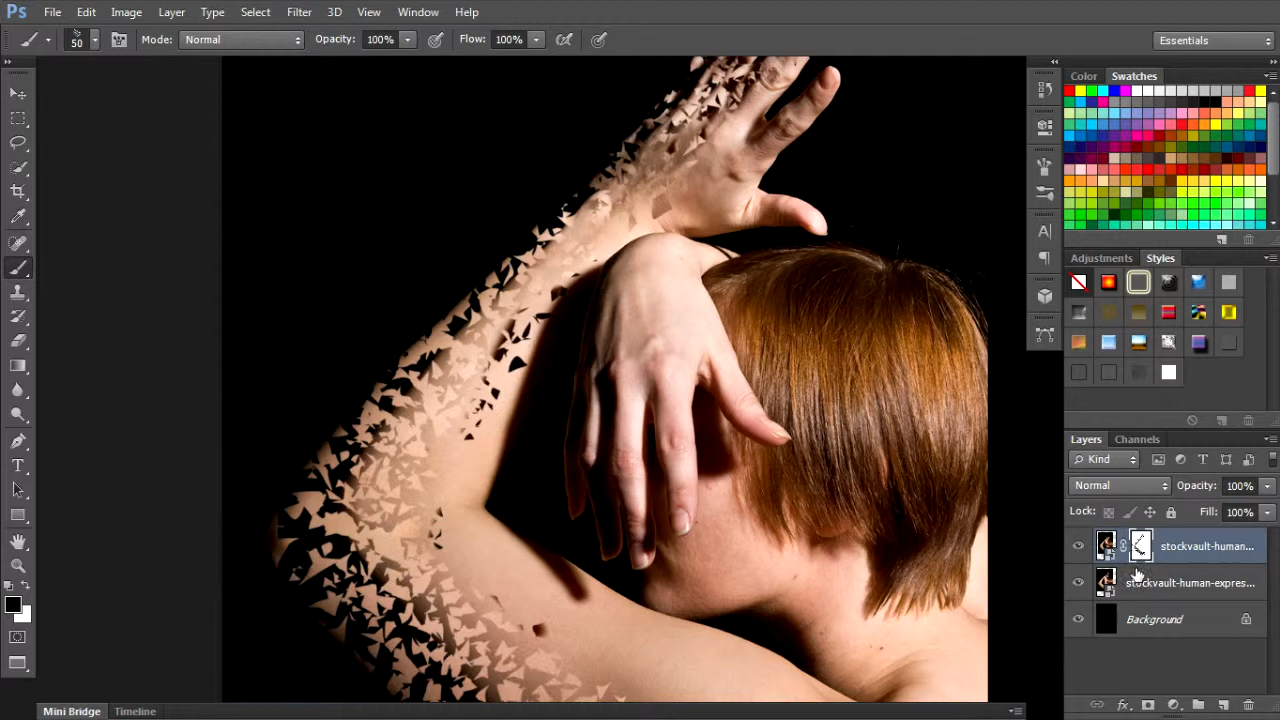 Ps File Edit Image Layer Type Select Filter 3D View Window Help
50 Mode: Normal Opacity: 100% Flow: 100% Essentials
Color Swatches
Adjustments Styles
Layers Channels
Kind
Normal Opacity: 100%
Lock: Fill: 100%
stockvault-human...
stockvault-human-expres...
Background
Mini Bridge Timeline